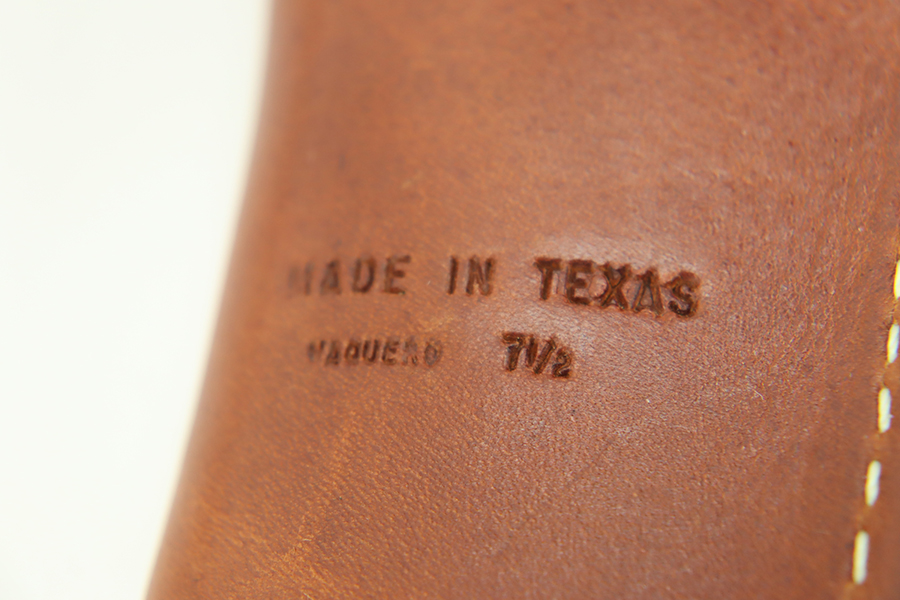 MADE IN TEXAS
VAQUERO 7 1/2